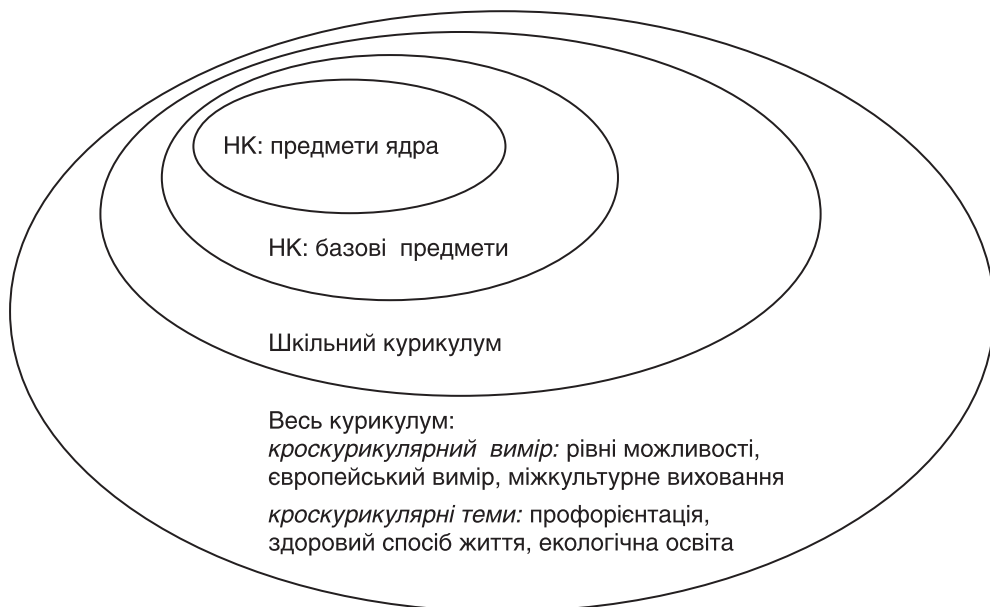 НК: предмети ядра
НК: базові предмети
Шкільний курикулум
Весь курикулум:
кроскурикулярний вимір: рівні можливості,
європейський вимір, міжкультурне виховання
кроскурикулярні теми: профорієнтація,
здоровий спосіб життя, екологічна освіта